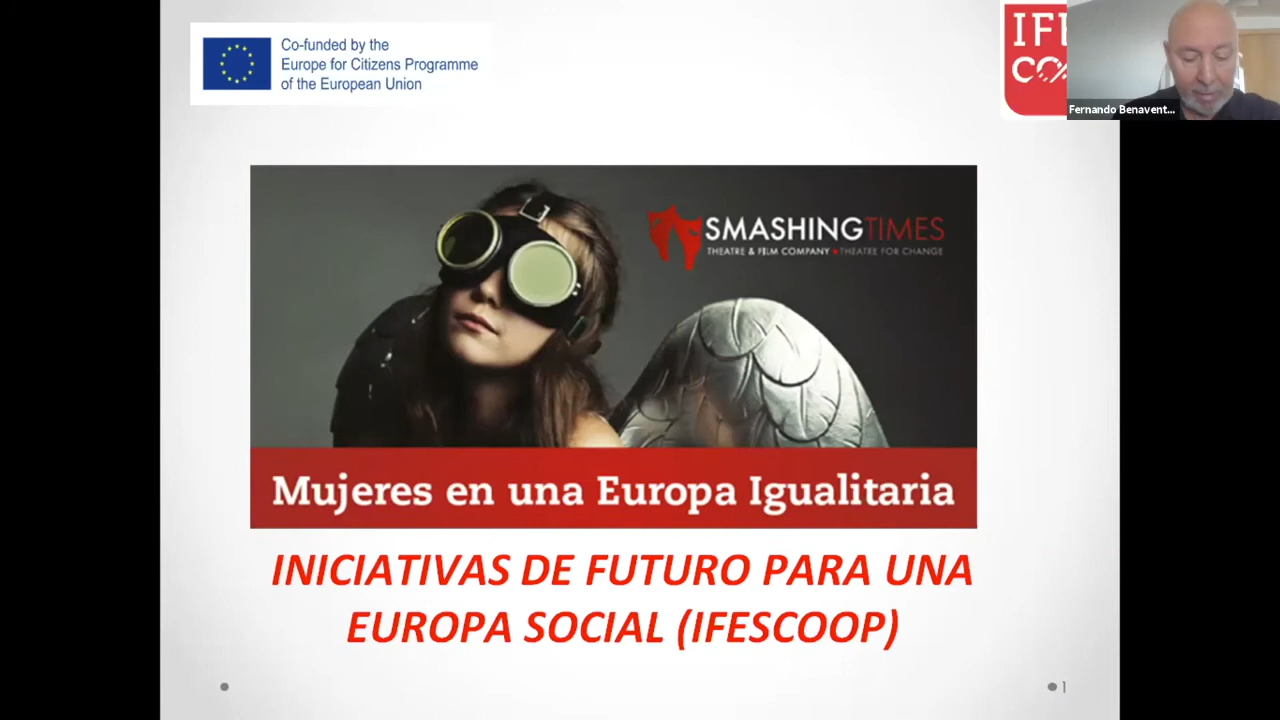 Co-funded by the
Europe for Citizens Programme
of the European Union
Fernando Benavent...
SMASHINGTIMES
THEATRE & FILM COMPANY ★ THEATRE FOR CHANGE
Mujeres en una Europa Igualitaria
INICIATIVAS DE FUTURO PARA UNA
EUROPA SOCIAL (IFESCOOP)
1